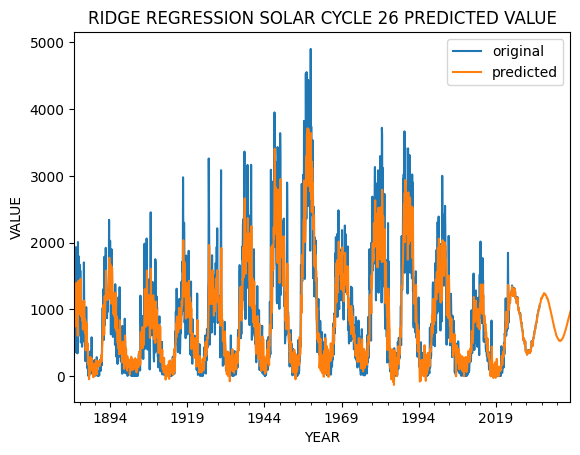 RIDGE REGRESSION SOLAR CYCLE 26 PREDICTED VALUE
original
predicted
5000
4000
3000
2000
1000
0
VALUE
1894 1919 1944 1969 1994 2019
YEAR